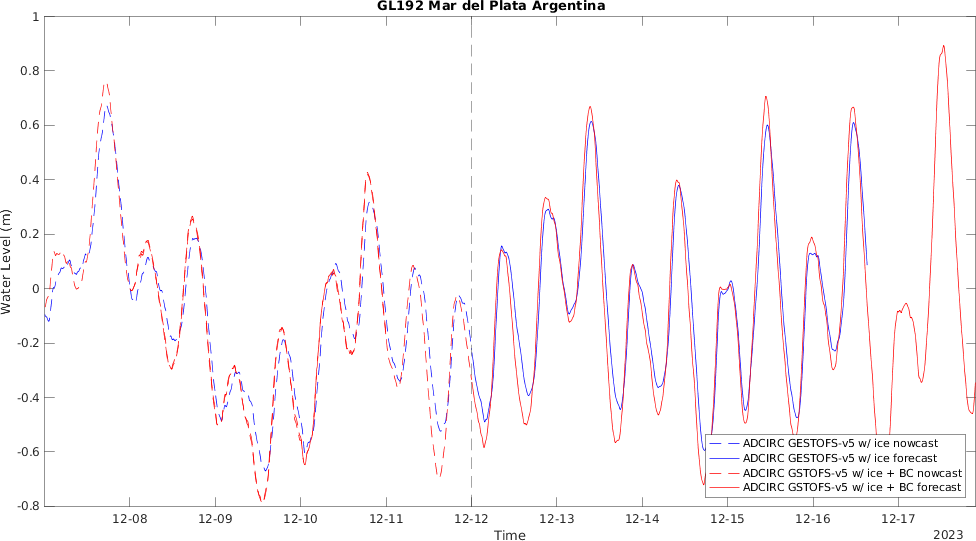 GL192 Mar del Plata Argentina
Water Level (m)
1
0.8
0.6
0.4
0.2
0
-0.2
-0.4
-0.6
-0.8
ADCIRC GESTOFS-v5 w/ ice nowcast
ADCIRC GESTOFS-v5 w/ ice forecast
ADCIRC GSTOFS-v5 w/ ice + BC nowcast
ADCIRC GSTOFS-v5 w/ ice + BC forecast
12-08 12-09 12-10 12-11 12-12 12-13 12-14 12-15 12-16 12-17
Time
2023